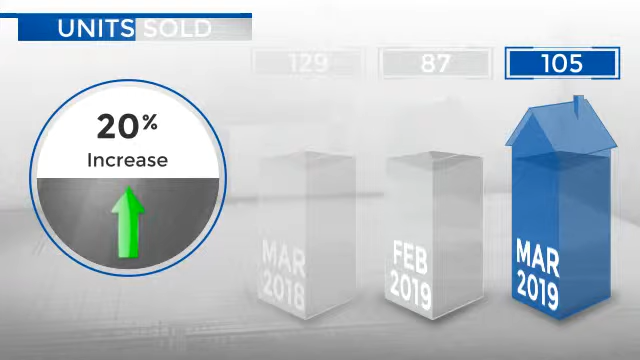 UNITS SOLD
129
87
105
20%
Increase
MAR
2018
FEB
2019
MAR
2019